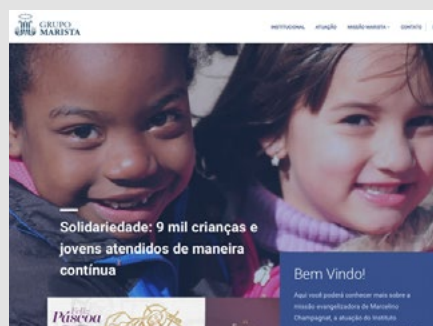 GRUPO
MARISTA
INSTITUCIONAL
ATUAÇÃO
MISSÃO MARISTA
CONTATO
Solidariedade: 9 mil crianças e
jovens atendidos de maneira
contínua
Feliz
Páscoa
Bem Vindo!
Aqui você poderá conhecer mais sobre a
missão evangelizadora de Marcelino
Champagnat, a atuação do Instituto